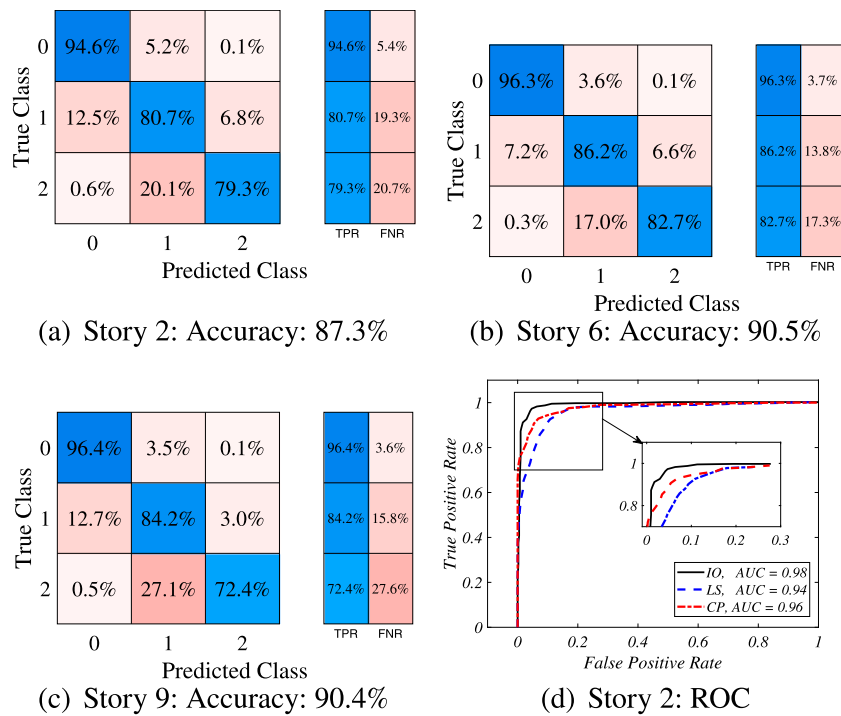 0 94.6% 5.2% 0.1% 94.6% 5.4%
1 12.5% 80.7% 6.8% 80.7% 19.3%
2 0.6% 20.1% 79.3% 79.3% 20.7%
True Class
0 1 2 TPR FNR
Predicted Class
(a) Story 2: Accuracy: 87.3%
0 96.3% 3.6% 0.1% 96.3% 3.7%
1 7.2% 86.2% 6.6% 86.2% 13.8%
2 0.3% 17.0% 82.7% 82.7% 17.3%
True Class
0 1 2 TPR FNR
Predicted Class
(b) Story 6: Accuracy: 90.5%
0 96.4% 3.5% 0.1% 96.4% 3.6%
1 12.7% 84.2% 3.0% 84.2% 15.8%
2 0.5% 27.1% 72.4% 72.4% 27.6%
True Class
0 1 2 TPR FNR
Predicted Class
(c) Story 9: Accuracy: 90.4%
1
0.8
0.6
0.4
0.2
0
True Positive Rate
1
0.8
0 0.1 0.2 0.3
IO, AUC = 0.98
LS, AUC = 0.94
CP, AUC = 0.96
0 0.2 0.4 0.6 0.8 1
False Positive Rate
(d) Story 2: ROC